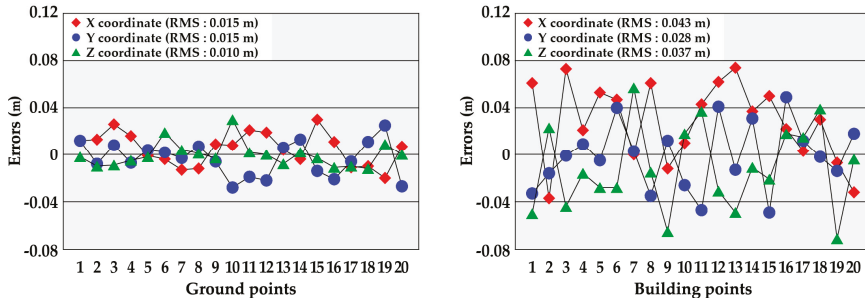 0.12
X coordinate (RMS : 0.015 m)
Y coordinate (RMS : 0.015 m)
0.08
Z coordinate (RMS : 0.010 m)
0.04
0
-0.04
-0.08
Errors (m)
1 2 3 4 5 6 7 8 9 10 11 12 13 14 15 16 17 18 19 20
Ground points
0.12
X coordinate (RMS : 0.043 m)
Y coordinate (RMS : 0.028 m)
0.08
Z coordinate (RMS : 0.037 m)
0.04
0
-0.04
-0.08
Errors (m)
1 2 3 4 5 6 7 8 9 10 11 12 13 14 15 16 17 18 19 20
Building points